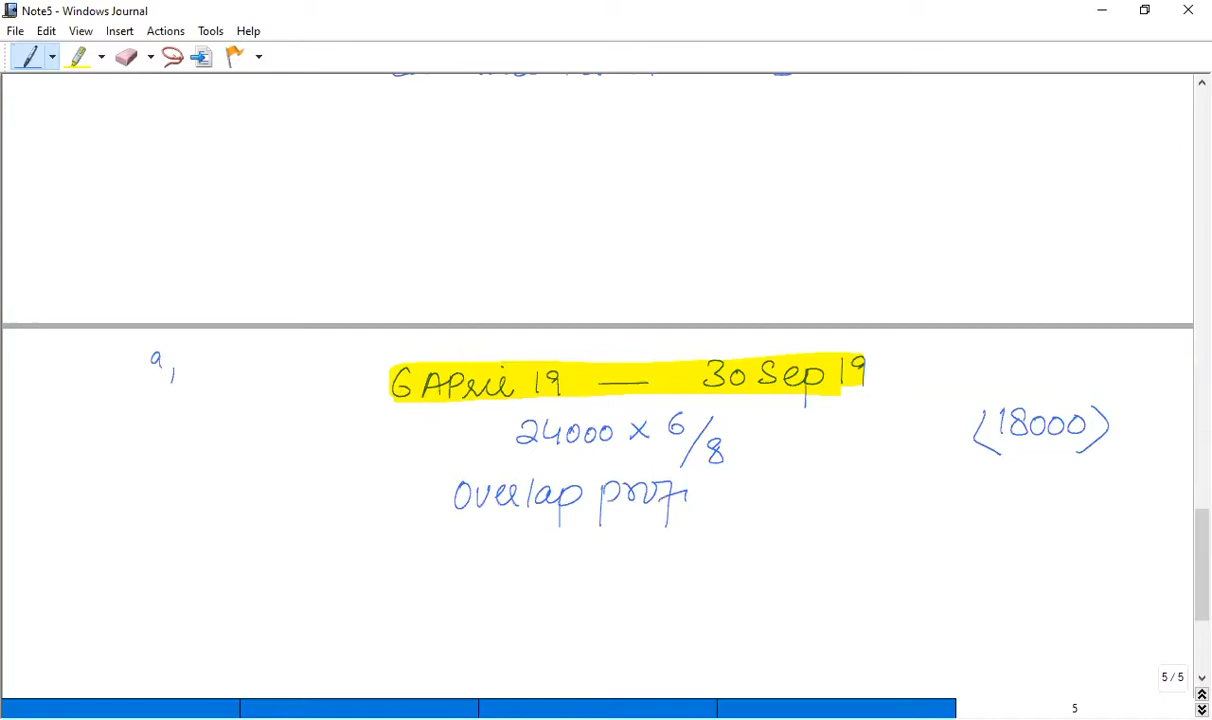 Note5 - Windows Journal
File Edit View Insert Actions Tools Help
a,
6 April 19 — 30 Sep 19
24000 × 6/8 (18000)
overlap prof
5 / 5
5